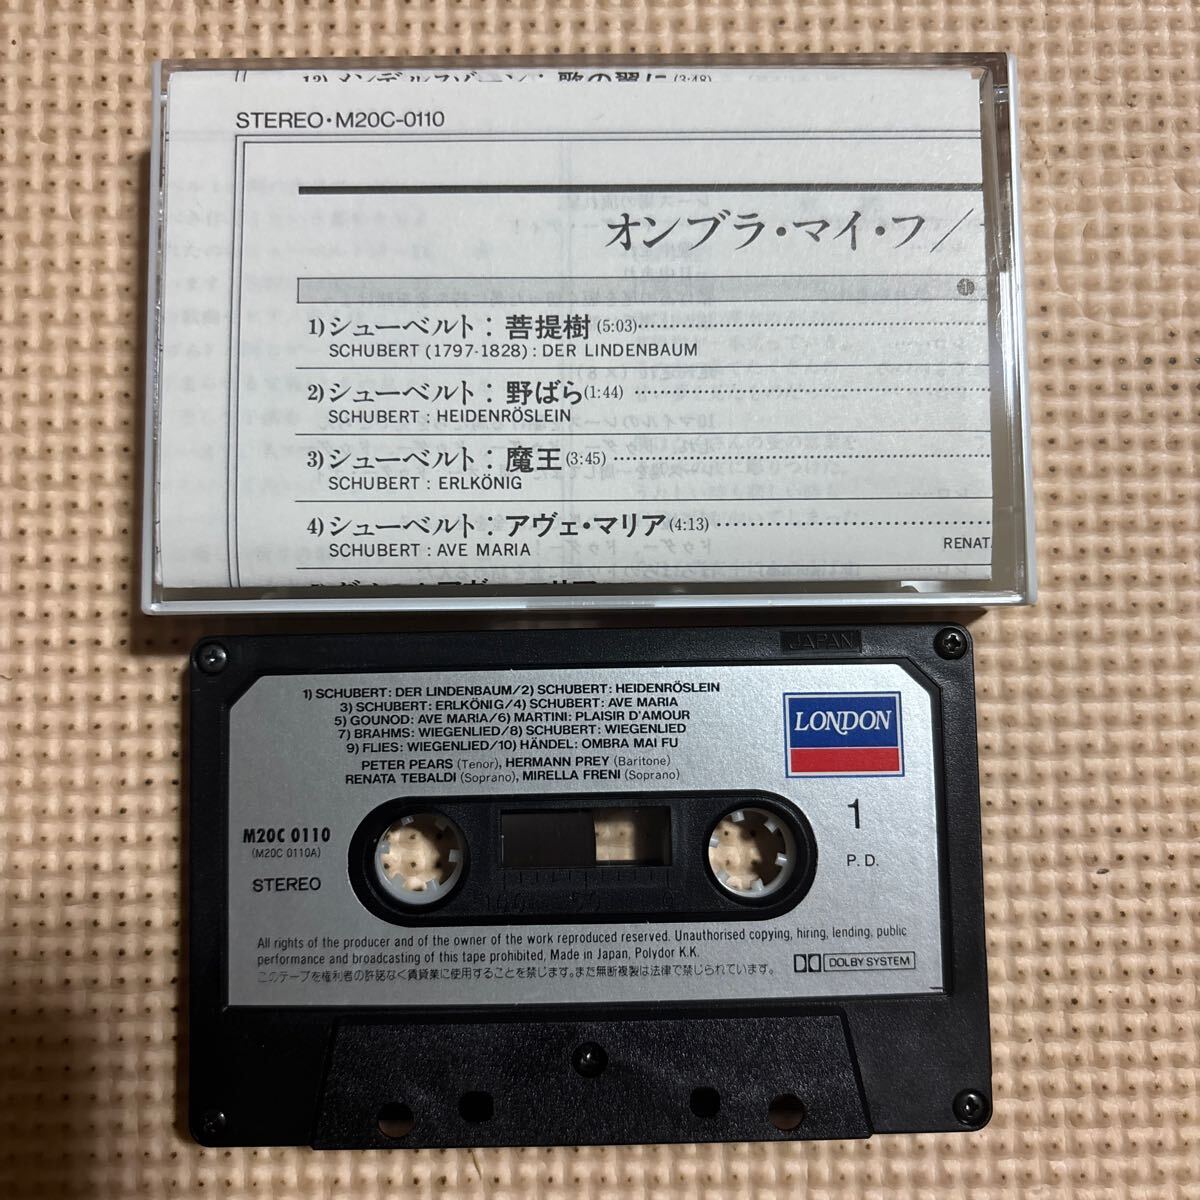 STEREO・M20C-0110
オンブラ・マイ・フ／
1)シューベルト：菩提樹(5:03)
SCHUBERT (1797-1828) : DER LINDENBAUM
2)シューベルト：野ばら(1:44)
SCHUBERT : HEIDENRÖSLEIN
3)シューベルト：魔王(3:45)
SCHUBERT : ERLKÖNIG
4)シューベルト：アヴェ・マリア(4:13)
SCHUBERT : AVE MARIA
RENATA
JAPAN
1) SCHUBERT: DER LINDENBAUM/2) SCHUBERT: HEIDENRÖSLEIN
3) SCHUBERT: ERLKÖNIG/4) SCHUBERT: AVE MARIA
5) GOUNOD: AVE MARIA/6) MARTINI: PLAISIR D'AMOUR
7) BRAHMS: WIEGENLIED/8) SCHUBERT: WIEGENLIED
9) FLIES: WIEGENLIED/10) HÄNDEL: OMBRA MAI FU
PETER PEARS (Tenor), HERMANN PREY (Baritone)
RENATA TEBALDI (Soprano), MIRELLA FRENI (Soprano)
LONDON
M20C 0110
(M20C 0110A)
STEREO
1
P.D.
100 50 0
All rights of the producer and of the owner of the work reproduced reserved. Unauthorised copying, hiring, lending, public
performance and broadcasting of this tape prohibited, Made in Japan, Polydor K.K.
このテープを権利者の許諾なく賃貸業に使用することを禁じます。また無断複製は法律で禁じられています。
DOLBY SYSTEM